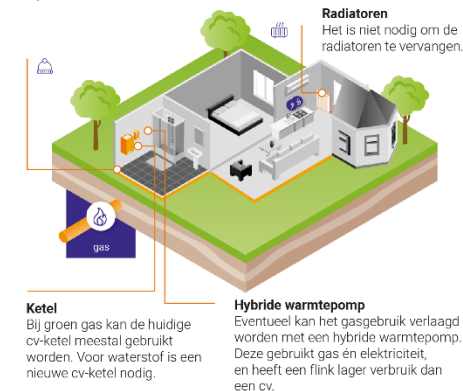 Radiatoren
Het is niet nodig om de
radiatoren te vervangen.
gas
Ketel
Bij groen gas kan de huidige
cv-ketel meestal gebruikt
worden. Voor waterstof is een
nieuwe cv-ketel nodig.
Hybride warmtepomp
Eventueel kan het gasgebruik verlaagd
worden met een hybride warmtepomp.
Deze gebruikt gas én elektriciteit,
en heeft een flink lager verbruik dan
een cv.